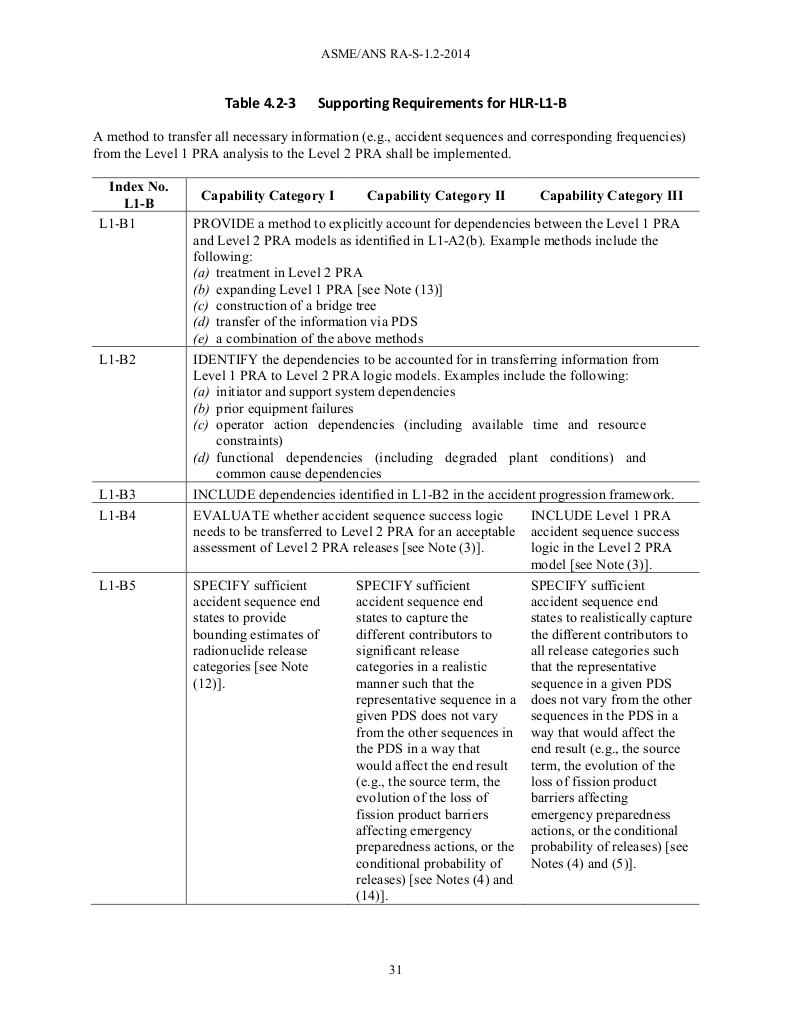 ASME/ANS RA-S-1.2-2014
Table 4.2-3 Supporting Requirements for HLR-L1-B
A method to transfer all necessary information (e.g., accident sequences and corresponding frequencies)
from the Level 1 PRA analysis to the Level 2 PRA shall be implemented.
Index No.
L1-B
Capability Category I Capability Category II Capability Category III
L1-B1
PROVIDE a method to explicitly account for dependencies between the Level 1 PRA
and Level 2 PRA models as identified in L1-A2(b). Example methods include the
following:
(a) treatment in Level 2 PRA
(b) expanding Level 1 PRA [see Note (13)]
(c) construction of a bridge tree
(d) transfer of the information via PDS
(e) a combination of the above methods
L1-B2
IDENTIFY the dependencies to be accounted for in transferring information from
Level 1 PRA to Level 2 PRA logic models. Examples include the following:
(a) initiator and support system dependencies
(b) prior equipment failures
(c) operator action dependencies (including available time and resource
constraints)
(d) functional dependencies (including degraded plant conditions) and
common cause dependencies
L1-B3
INCLUDE dependencies identified in L1-B2 in the accident progression framework.
L1-B4
EVALUATE whether accident sequence success logic
needs to be transferred to Level 2 PRA for an acceptable
assessment of Level 2 PRA releases [see Note (3)].
INCLUDE Level 1 PRA
accident sequence success
logic in the Level 2 PRA
model [see Note (3)].
L1-B5
SPECIFY sufficient
accident sequence end
states to provide
bounding estimates of
radionuclide release
categories [see Note
(12)].
SPECIFY sufficient
accident sequence end
states to capture the
different contributors to
significant release
categories in a realistic
manner such that the
representative sequence in a
given PDS does not vary
from the other sequences in
the PDS in a way that
would affect the end result
(e.g., the source term, the
evolution of the loss of
fission product barriers
affecting emergency
preparedness actions, or the
conditional probability of
releases) [see Notes (4) and
(14)].
SPECIFY sufficient
accident sequence end
states to realistically capture
the different contributors to
all release categories such
that the representative
sequence in a given PDS
does not vary from the other
sequences in the PDS in a
way that would affect the
end result (e.g., the source
term, the evolution of the
loss of fission product
barriers affecting
emergency preparedness
actions, or the conditional
probability of releases) [see
Notes (4) and (5)].
31